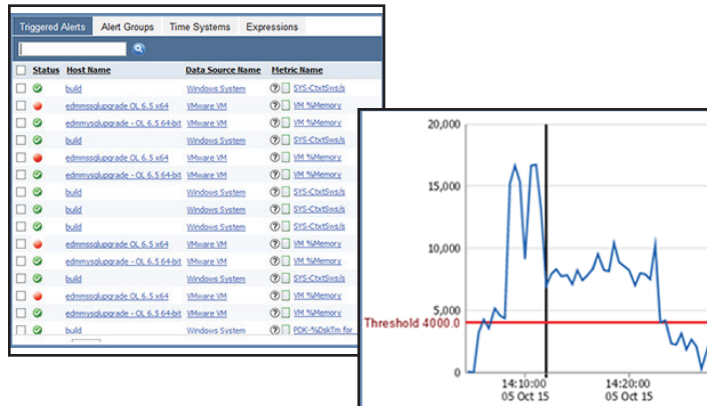 Triggered Alerts Alert Groups Time Systems Expressions
Status Host Name Data Source Name Metric Name
build Windows System SYS-CtxtSws/s
edmmssqlupgrade OL 6.5 x64 VMware VM VM %Memory
edmmysqlupgrade - OL 6.5 64-bit VMware VM VM %Memory
build Windows System SYS-CtxtSws/s
edmmssqlupgrade OL 6.5 x64 VMware VM VM %Memory
edmmysqlupgrade - OL 6.5 64-bit VMware VM VM %Memory
build Windows System SYS-CtxtSws/s
build Windows System SYS-CtxtSws/s
build Windows System SYS-CtxtSws/s
edmmssqlupgrade OL 6.5 x64 VMware VM VM %Memory
edmmysqlupgrade - OL 6.5 64-bit VMware VM VM %Memory
build Windows System SYS-CtxtSws/s
edmmssqlupgrade OL 6.5 x64 VMware VM VM %Memory
edmmysqlupgrade - OL 6.5 64-bit VMware VM VM %Memory
build Windows System PDK-%DskTm for
20,000
15,000
10,000
5,000
Threshold 4000.0
0
14:10:00 14:20:00
05 Oct 15 05 Oct 15